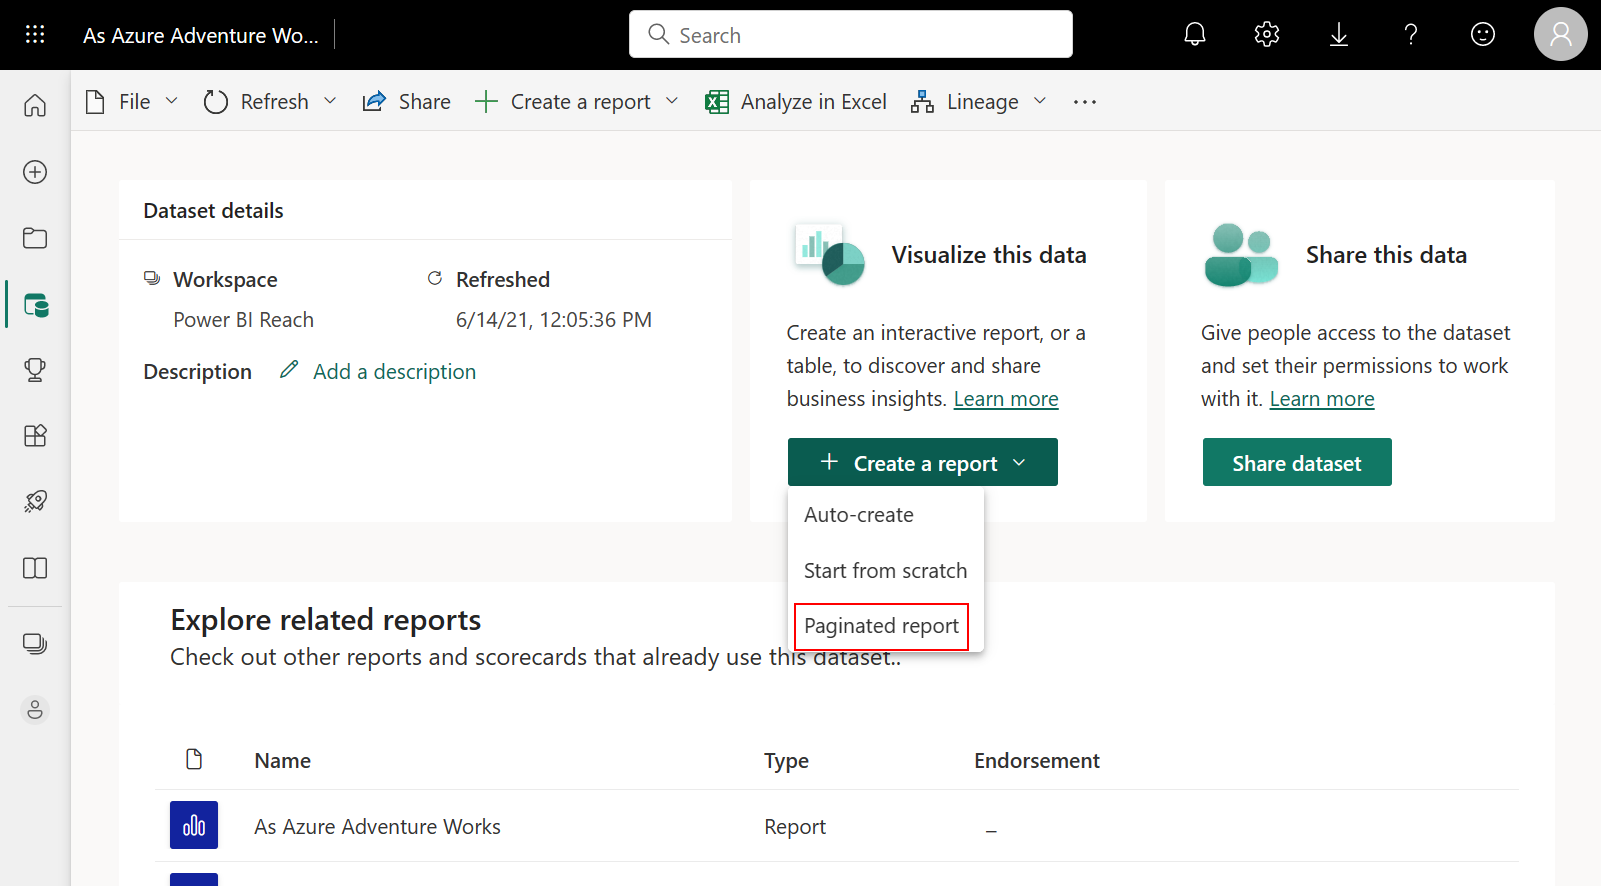 As Azure Adventure Wo...
Search
File
Refresh
Share
Create a report
Analyze in Excel
Lineage
Dataset details
Workspace
Power BI Reach
Refreshed
6/14/21, 12:05:36 PM
Description
Add a description
Visualize this data
Create an interactive report, or a
table, to discover and share
business insights. Learn more
Create a report
Auto-create
Start from scratch
Paginated report
Share this data
Give people access to the dataset
and set their permissions to work
with it. Learn more
Share dataset
Explore related reports
Check out other reports and scorecards that already use this dataset..
Name Type Endorsement
As Azure Adventure Works Report –